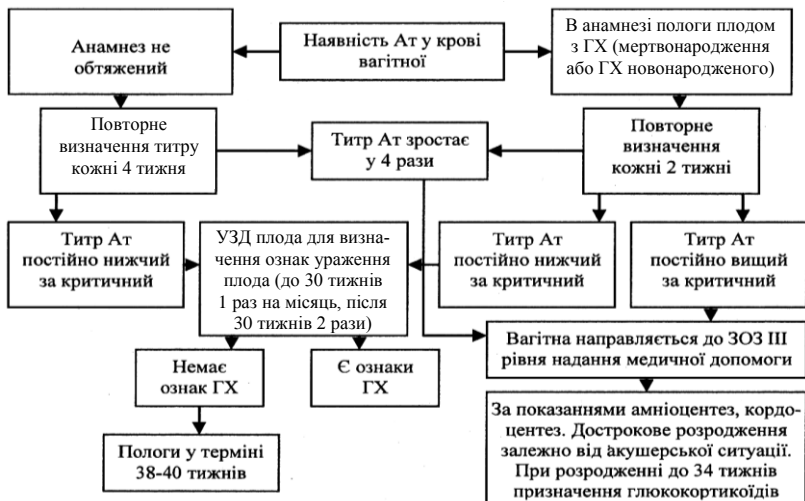 Анамнез не
обтяжений
Наявність Ат у крові
вагітної
В анамнезі пологи плодом
з ГХ (мертвонародження
або ГХ новонародженого)
Повторне
визначення титру
кожні 4 тижня
Титр Ат зростає
у 4 рази
Повторне
визначення
кожні 2 тижні
Титр Ат
постійно нижчий
за критичний
УЗД плода для визна-
чення ознак ураження
плода (до 30 тижнів
1 раз на місяць, після
30 тижнів 2 рази)
Титр Ат
постійно нижчий
за критичний
Титр Ат
постійно вищий
за критичний
Вагітна направляється до ЗОЗ ІІІ
рівня надання медичної допомоги
Немає
ознак ГХ
Є ознаки
ГХ
Пологи у терміні
38-40 тижнів
За показаннями амніоцентез, кордо-
центез. Дострокове розродження
залежно від акушерської ситуації.
При розродженні до 34 тижнів
призначення глюкокортикоїдів